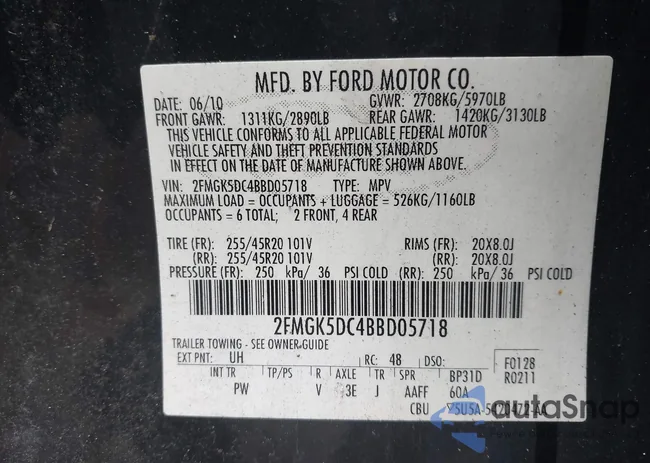 MFD. BY FORD MOTOR CO.
DATE: 06/10 GVWR: 2708KG/5970LB
FRONT GAWR: 1311KG/2890LB REAR GAWR: 1420KG/3130LB
THIS VEHICLE CONFORMS TO ALL APPLICABLE FEDERAL MOTOR
VEHICLE SAFETY AND THEFT PREVENTION STANDARDS
IN EFFECT ON THE DATE OF MANUFACTURE SHOWN ABOVE.
VIN: 2FMGK5DC4BBD05718 TYPE: MPV
MAXIMUM LOAD = OCCUPANTS + LUGGAGE = 526KG/1160LB
OCCUPANTS = 6 TOTAL; 2 FRONT, 4 REAR
TIRE (FR): 255/45R20 101V RIMS (FR): 20X8.0J
(RR): 255/45R20 101V (RR): 20X8.0J
PRESSURE (FR): 250 kPa/ 36 PSI COLD (RR): 250 kPa/ 36 PSI COLD
2FMGK5DC4BBD05718
TRAILER TOWING - SEE OWNER GUIDE
EXT PNT: UH RC: 48 DSO: F0128
INT TR TP/PS R AXLE TR SPR BP31D R0211
PW V 3E J AAFF 60A
CBU
autoSnap